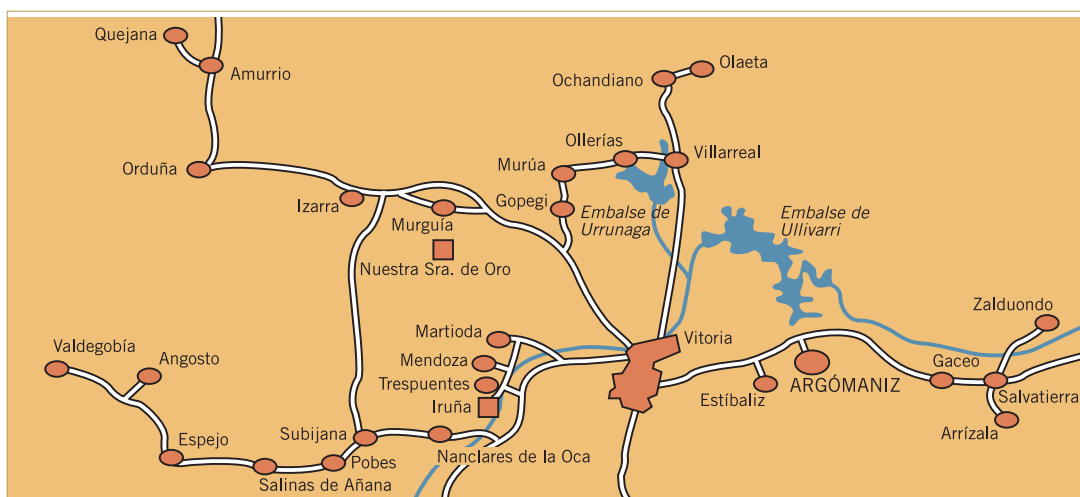 Quejana
Amurrio
Olaeta
Ochandiano
Ollerías
Villarreal
Murúa
Orduña
Izarra
Gopegi
Murguía
Embalse de
Urrunaga
Embalse de
Ullivarri
Nuestra Sra. de Oro
Zalduondo
Martioda
Vitoria
Valdegobía
Angosto
Mendoza
Gaceo
Trespuentes
ARGÓMANIZ
Estíbaliz
Salvatierra
Iruña
Arrízala
Espejo
Subijana
Nanclares de la Oca
Pobes
Salinas de Añana